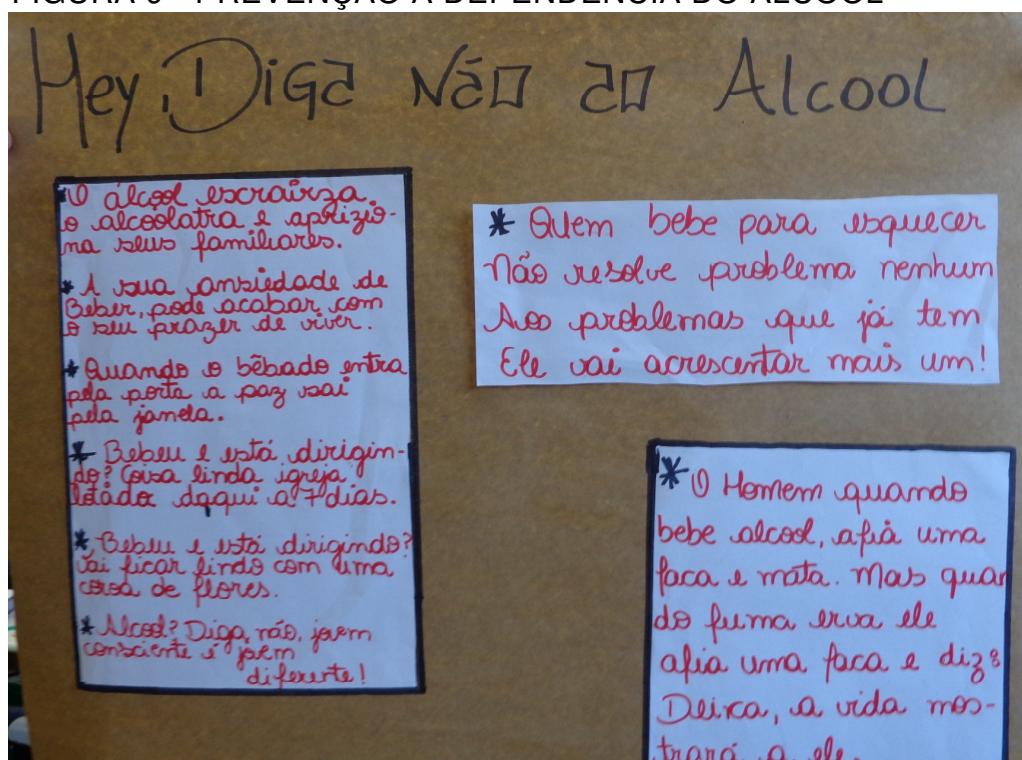 FIGURA 6 - PREVENÇÃO À DEPENDÊNCIA DO ÁLCOOL
Hey, Diga Não ao Alcool
* O álcool escraviza
o alcoólatra e aprizio-
na seus familiares.
* A sua ansiedade de
Beber, pode acabar com
o seu prazer de viver.
* Quando o bêbado entra
pela porta a paz sai
pela janela.
* Bebeu e está dirigin-
do? Coisa linda igreja
lotada daqui a 7 dias.
* Bebeu e está dirigindo?
Vai ficar lindo com uma
coroa de flores.
* Alcool? Diga, não, jovem
consciente é jovem
diferente!
* Quem bebe para esquecer
Não resolve problema nenhum
Aos problemas que já tem
Ele vai acrescentar mais um!
* O Homem quando
bebe alcool, afia uma
faca e mata. Mas quan
do fuma erva ele
afia uma faca e diz:
Deixa, a vida mos-
trará a ele.